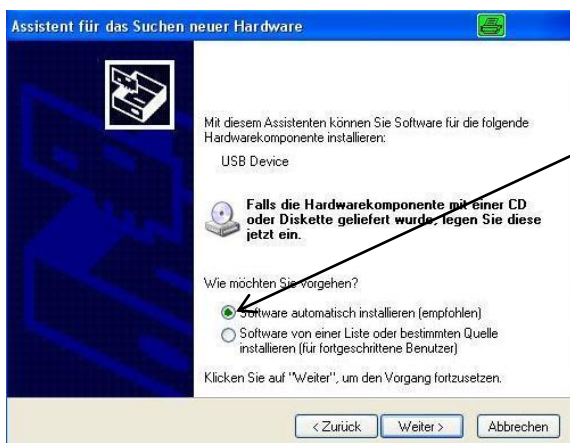 Assistent für das Suchen neuer Hardware
Mit diesem Assistenten können Sie Software für die folgende
Hardwarekomponente installieren:
USB Device
Falls die Hardwarekomponente mit einer CD
oder Diskette geliefert wurde, legen Sie diese
jetzt ein.
Wie möchten Sie vorgehen?
Software automatisch installieren (empfohlen)
Software von einer Liste oder bestimmten Quelle
installieren (für fortgeschrittene Benutzer)
Klicken Sie auf "Weiter", um den Vorgang fortzusetzen.
< Zurück Weiter > Abbrechen